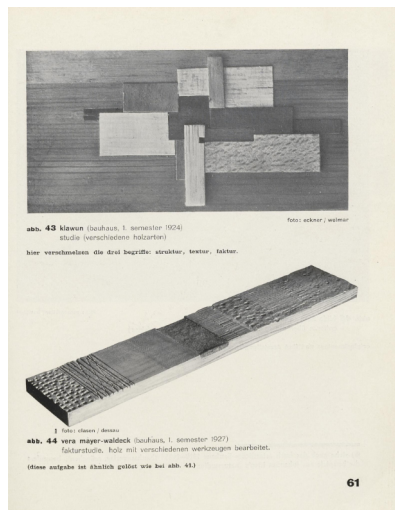 foto: eckner / weimar
abb. 43 klawun (bauhaus, 1. semester 1924)
studie (verschiedene holzarten)
hier verschmelzen die drei begriffe: struktur, textur, faktur.
foto: clasen / dessau
abb. 44 vera mayer-waldeck (bauhaus, 1. semester 1927)
fakturstudie. holz mit verschiedenen werkzeugen bearbeitet.
(diese aufgabe ist ähnlich gelöst wie bei abb. 41.)
61